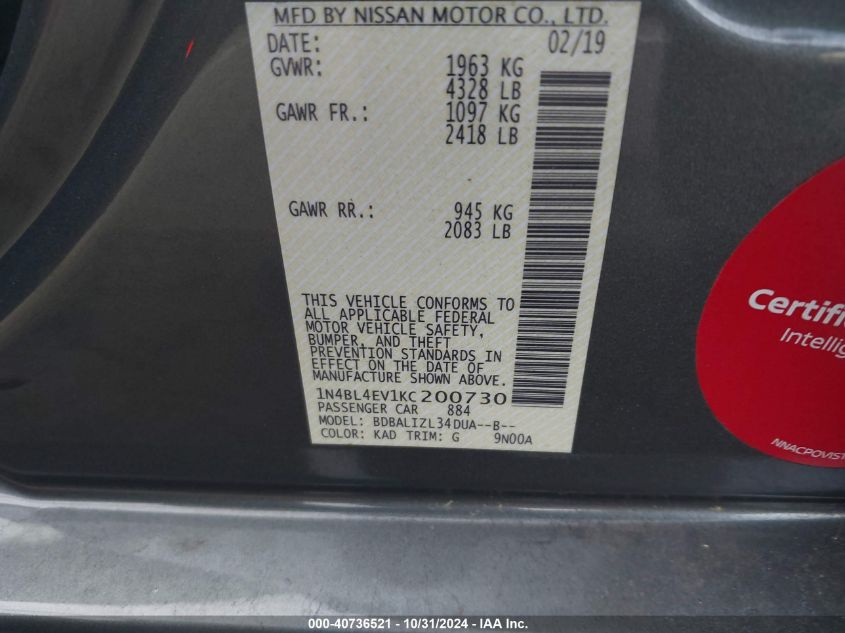 MFD BY NISSAN MOTOR CO., LTD.
DATE: 02/19
GVWR: 1963 KG
4328 LB
GAWR FR.: 1097 KG
2418 LB
GAWR RR.: 945 KG
2083 LB
THIS VEHICLE CONFORMS TO
ALL APPLICABLE FEDERAL
MOTOR VEHICLE SAFETY,
BUMPER, AND THEFT
PREVENTION STANDARDS IN
EFFECT ON THE DATE OF
MANUFACTURE SHOWN ABOVE.
1N4BL4EV1KC200730
PASSENGER CAR 884
MODEL: BDBALIZL34DUA--B--
COLOR: KAD TRIM: G 9N00A
Certifi
Intellig
NNACPOVIST
000-40736521 - 10/31/2024 - IAA Inc.